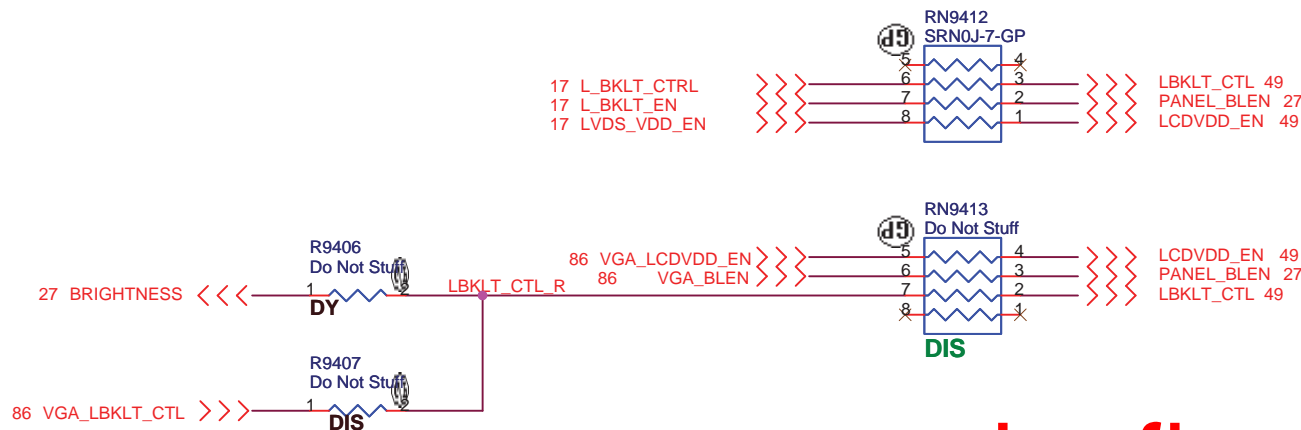 RN9412
SRN0J-7-GP
5 4
17 L_BKLT_CTRL 6 3 LBKLT_CTL 49
17 L_BKLT_EN 7 2 PANEL_BLEN 27
17 LVDS_VDD_EN 8 1 LCDVDD_EN 49
RN9413
Do Not Stuff
86 VGA_LCDVDD_EN 5 4 LCDVDD_EN 49
86 VGA_BLEN 6 3 PANEL_BLEN 27
LBKLT_CTL_R 7 2 LBKLT_CTL 49
8 1
DIS
R9406
Do Not Stuff
27 BRIGHTNESS 1 2
DY
R9407
Do Not Stuff
86 VGA_LBKLT_CTL 1 2
DIS